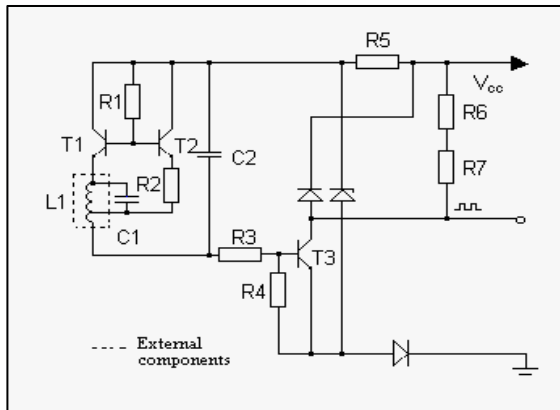 R5
Vcc
R1
R6
T1
T2
C2
R2
R7
L1
C1
R3
T3
R4
External
components